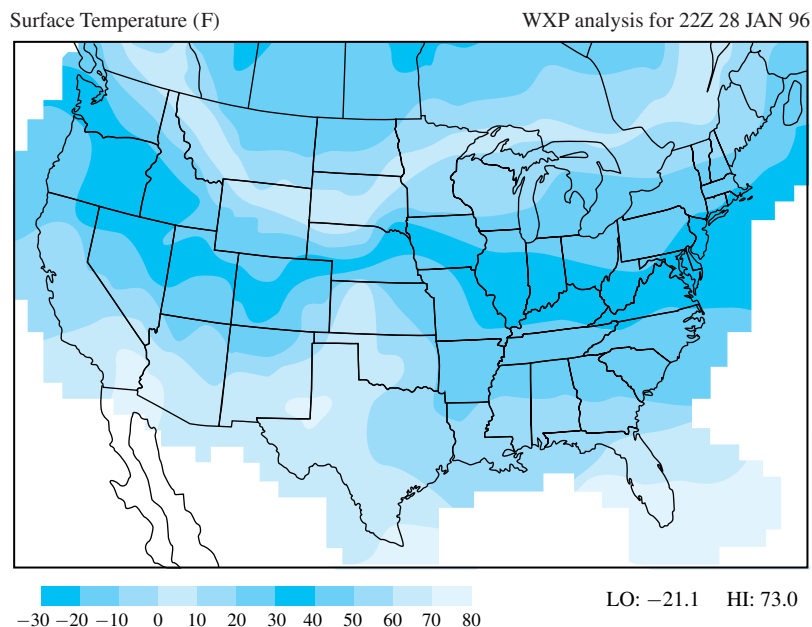 Surface Temperature (F) WXP analysis for 22Z 28 JAN 96
−30 −20 −10 0 10 20 30 40 50 60 70 80
LO: −21.1 HI: 73.0